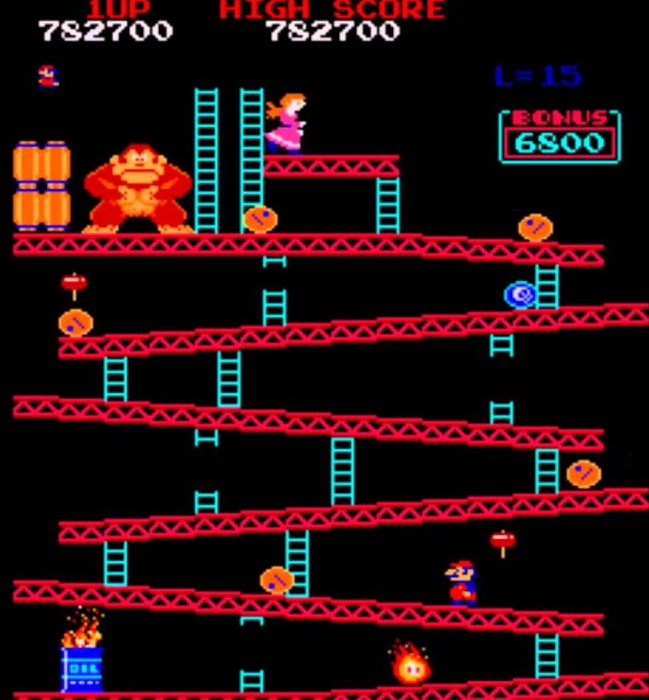 1UP HIGH SCORE
782700 782700
L=15
BONUS
6800
OIL